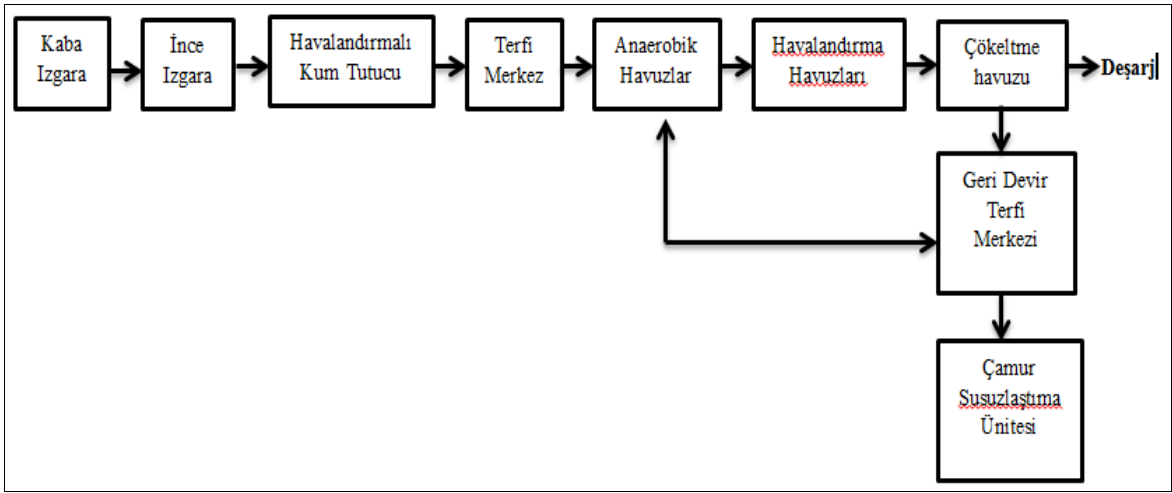 Kaba
Izgara
İnce
Izgara
Havalandırmalı
Kum Tutucu
Terfi
Merkez
Anaerobik
Havuzlar
Havalandırma
Havuzları
Çökeltme
havuzu
Deşarj
Geri Devir
Terfi
Merkezi
Çamur
Susuzlaştıma
Ünitesi